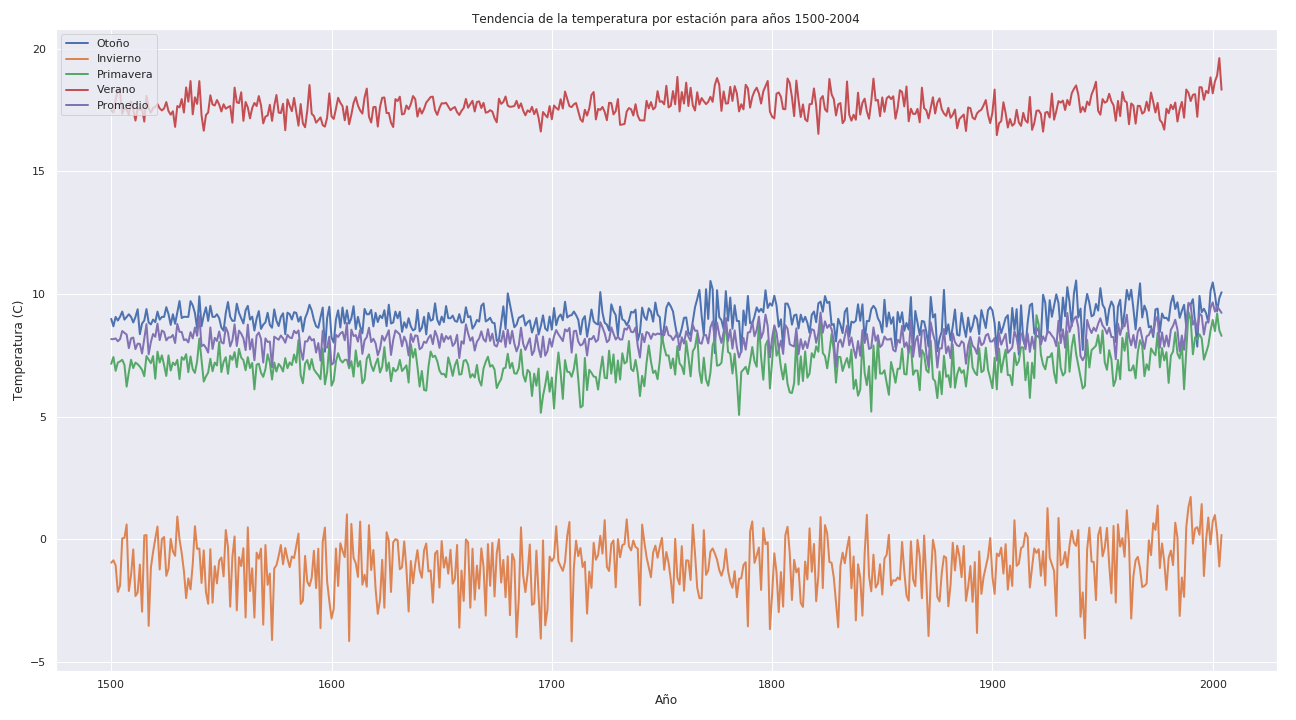 Tendencia de la temperatura por estación para años 1500-2004
Otoño
Invierno
Primavera
Verano
Promedio
20
15
10
5
0
−5
Temperatura (C)
1500 1600 1700 1800 1900 2000
Año